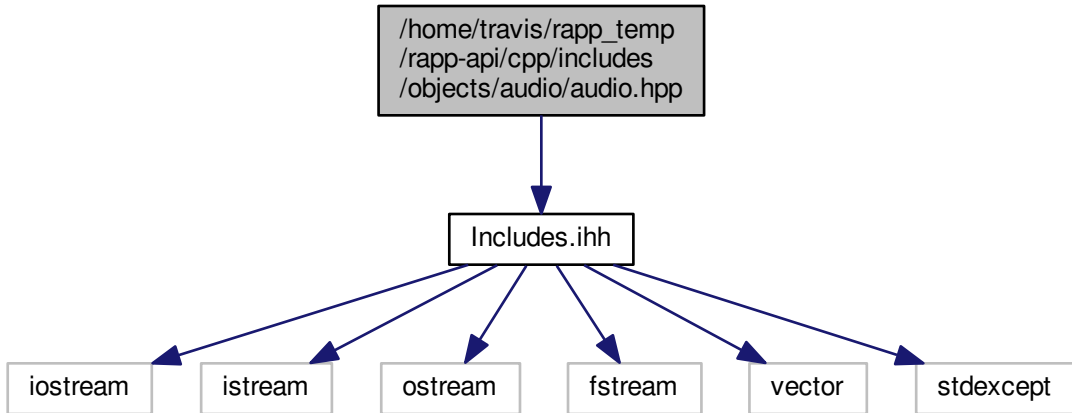 /home/travis/rapp_temp
/rapp-api/cpp/includes
/objects/audio/audio.hpp
Includes.ihh
iostream
istream
ostream
fstream
vector
stdexcept